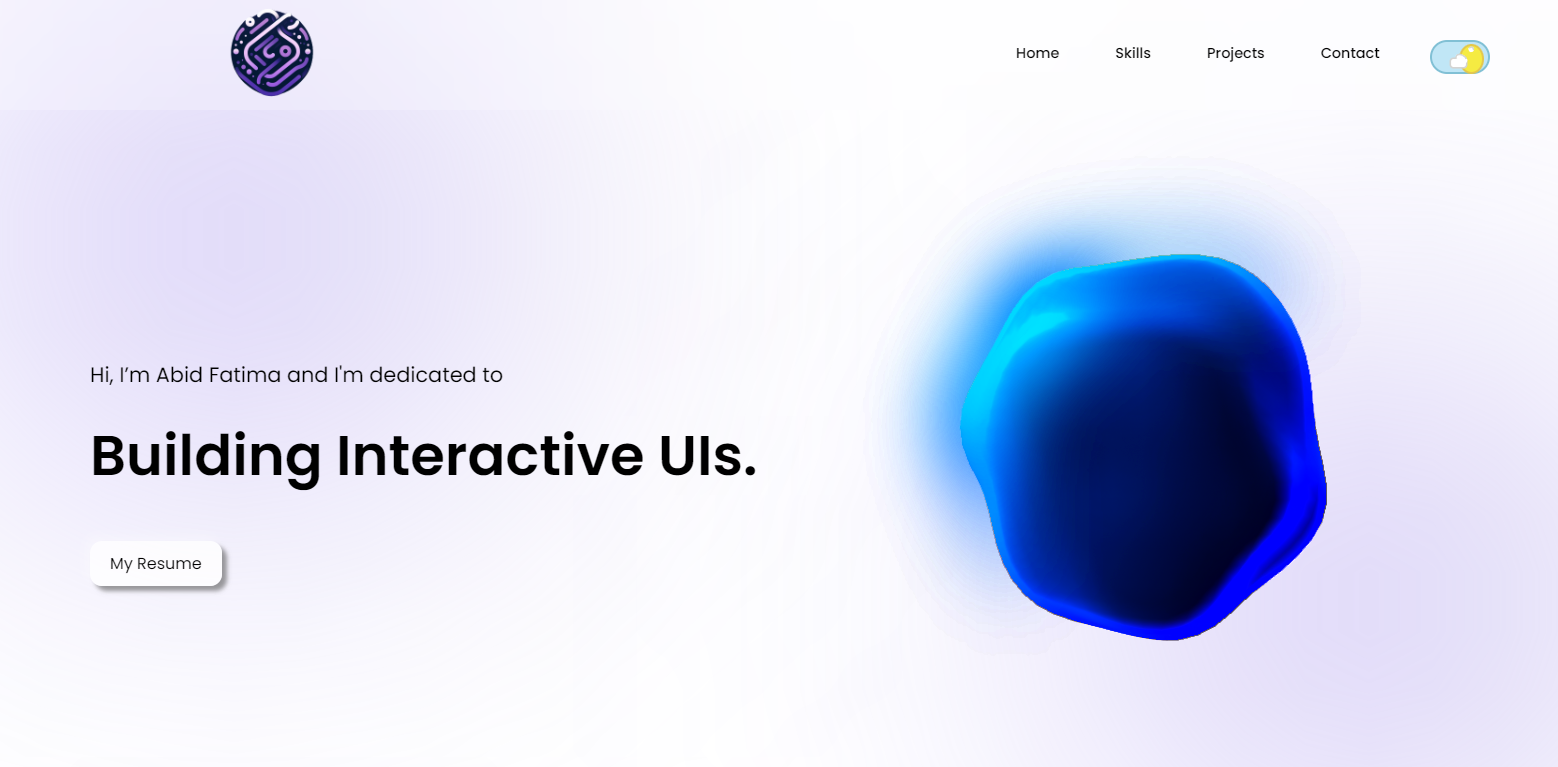 Home Skills Projects Contact
Hi, I’m Abid Fatima and I'm dedicated to
Building Interactive UIs.
My Resume